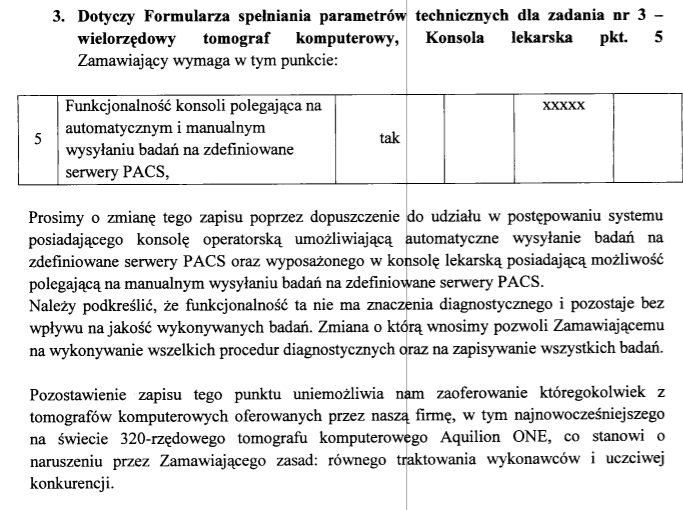 3. Dotyczy Formularza spełniania parametrów technicznych dla zadania nr 3 –
wielorzędowy tomograf komputerowy, Konsola lekarska pkt. 5
Zamawiający wymaga w tym punkcie:
5 Funkcjonalność konsoli polegająca na automatycznym i manualnym wysyłaniu badań na zdefiniowane serwery PACS, tak xxxxx
Prosimy o zmianę tego zapisu poprzez dopuszczenie do udziału w postępowaniu systemu
posiadającego konsolę operatorską umożliwiającą automatyczne wysyłanie badań na
zdefiniowane serwery PACS oraz wyposażonego w konsolę lekarską posiadającą możliwość
polegającą na manualnym wysyłaniu badań na zdefiniowane serwery PACS.
Należy podkreślić, że funkcjonalność ta nie ma znaczenia diagnostycznego i pozostaje bez
wpływu na jakość wykonywanych badań. Zmiana o którą wnosimy pozwoli Zamawiającemu
na wykonywanie wszelkich procedur diagnostycznych oraz na zapisywanie wszystkich badań.
Pozostawienie zapisu tego punktu uniemożliwia nam zaoferowanie któregokolwiek z
tomografów komputerowych oferowanych przez naszą firmę, w tym najnowocześniejszego
na świecie 320-rzędowego tomografu komputerowego Aquilion ONE, co stanowi o
naruszeniu przez Zamawiającego zasad: równego traktowania wykonawców i uczciwej
konkurencji.